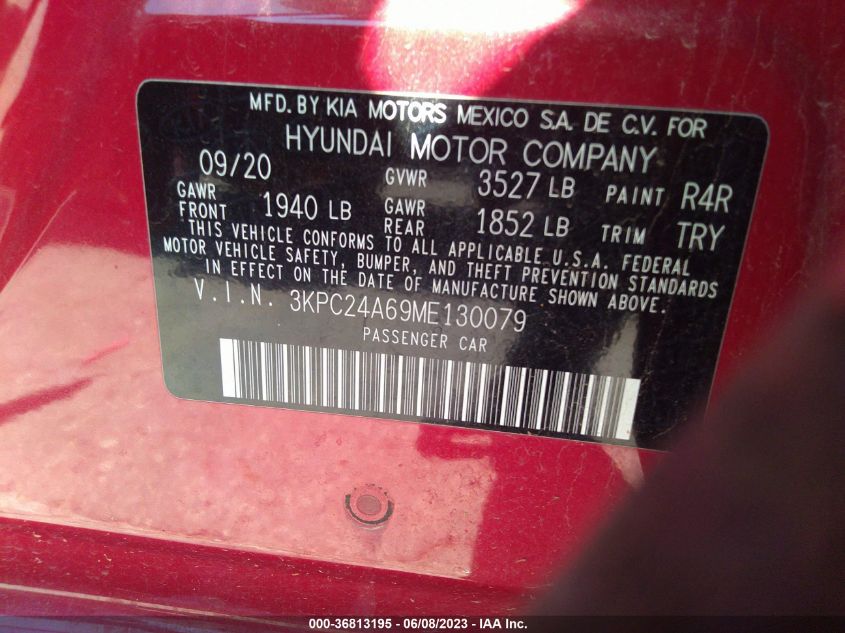 MFD. BY KIA MOTORS MEXICO S.A. DE C.V. FOR
HYUNDAI MOTOR COMPANY
09/20 GVWR 3527 LB PAINT R4R
GAWR FRONT 1940 LB GAWR REAR 1852 LB TRIM TRY
THIS VEHICLE CONFORMS TO ALL APPLICABLE U.S.A. FEDERAL
MOTOR VEHICLE SAFETY, BUMPER, AND THEFT PREVENTION STANDARDS
IN EFFECT ON THE DATE OF MANUFACTURE SHOWN ABOVE.
V.I.N. 3KPC24A69ME130079
PASSENGER CAR
000-36813195 - 06/08/2023 - IAA Inc.